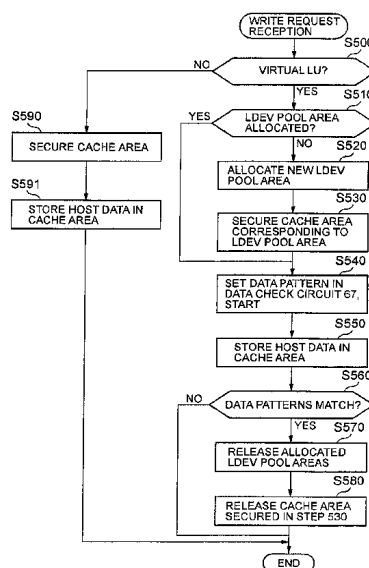 WRITE REQUEST
RECEPTION
S500
NO
VIRTUAL LU?
YES
S510
YES
LDEV POOL AREA
ALLOCATED?
NO
S590
SECURE CACHE AREA
S520
ALLOCATE NEW LDEV
POOL AREA
S591
STORE HOST DATA IN
CACHE AREA
S530
SECURE CACHE AREA
CORRESPONDING TO
LDEV POOL AREA
S540
SET DATA PATTERN IN
DATA CHECK CIRCUIT 67,
START
S550
STORE HOST DATA IN
CACHE AREA
S560
NO
DATA PATTERNS MATCH?
YES
S570
RELEASE ALLOCATED
LDEV POOL AREAS
S580
RELEASE CACHE AREA
SECURED IN STEP 530
END